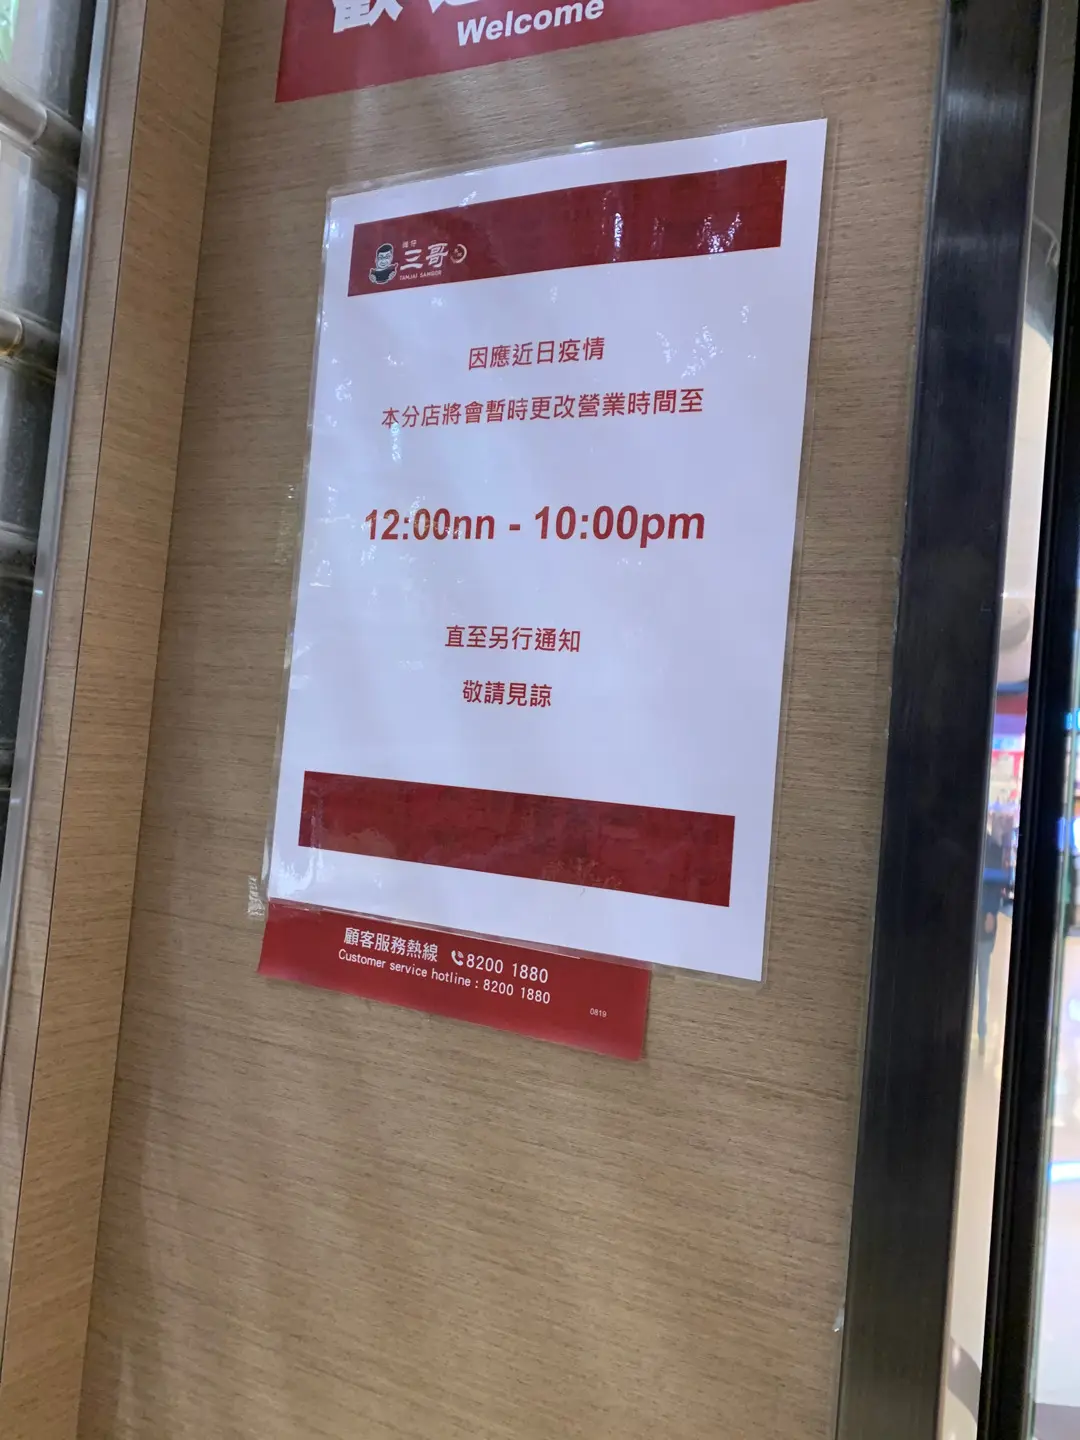 Welcome
譚仔
三哥
TAMJAI SAMGOR
因應近日疫情
本分店將會暫時更改營業時間至
12:00nn - 10:00pm
直至另行通知
敬請見諒
顧客服務熱線 8200 1880
Customer service hotline : 8200 1880
0819